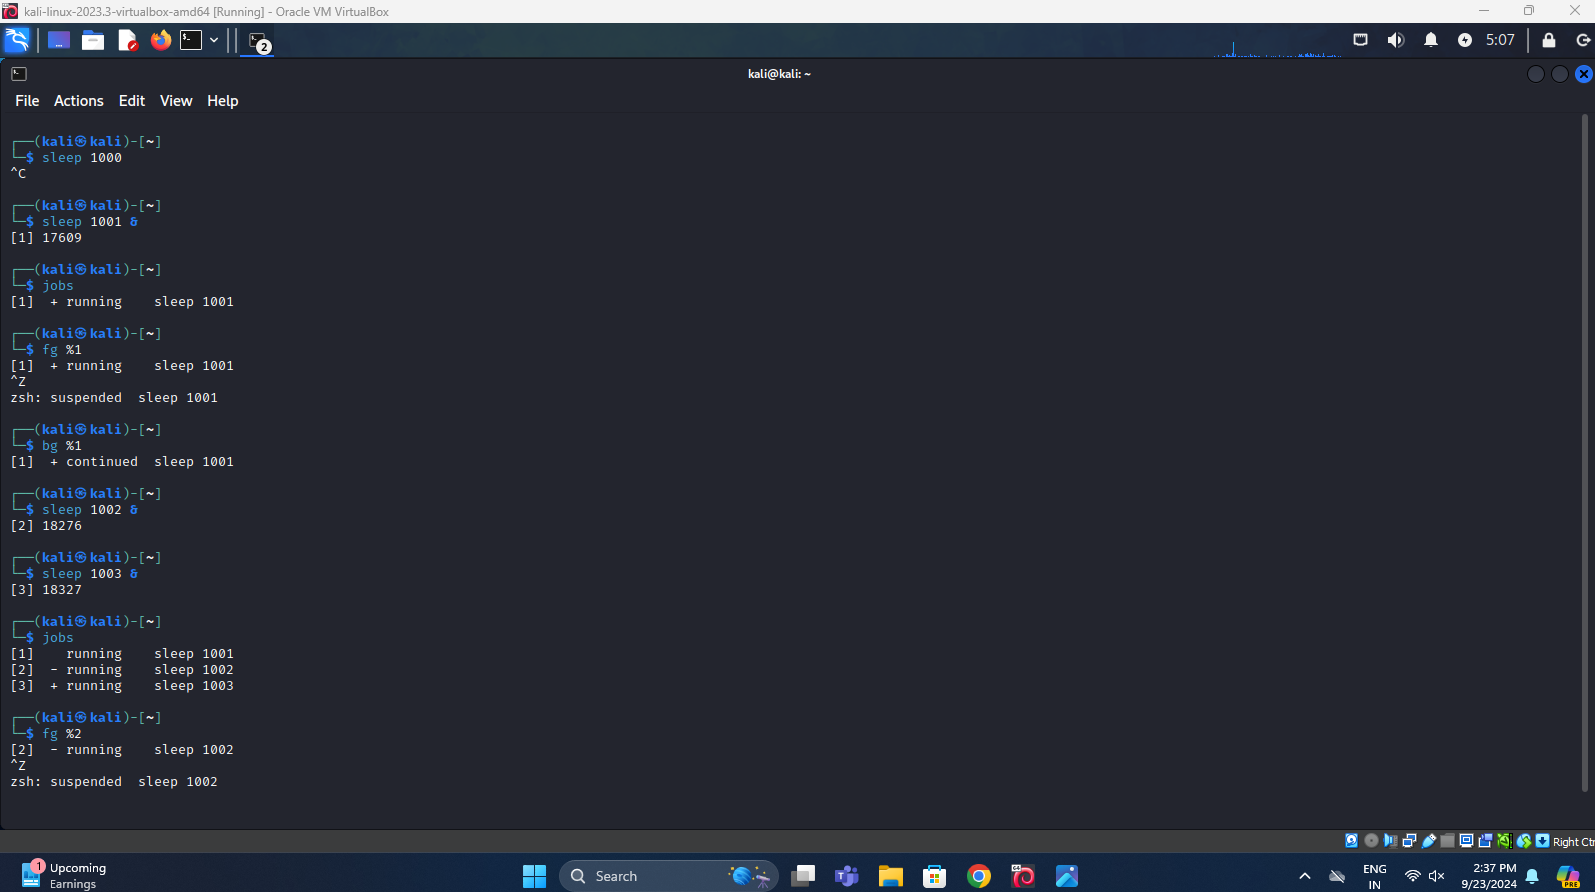 kali-linux-2023.3-virtualbox-amd64 [Running] - Oracle VM VirtualBox
2
5:07
kali@kali: ~
File Actions Edit View Help
┌──(kali㉿kali)-[~]
└─$ sleep 1000
^C
┌──(kali㉿kali)-[~]
└─$ sleep 1001 &
[1] 17609
┌──(kali㉿kali)-[~]
└─$ jobs
[1]  + running    sleep 1001
┌──(kali㉿kali)-[~]
└─$ fg %1
[1]  + running    sleep 1001
^Z
zsh: suspended  sleep 1001
┌──(kali㉿kali)-[~]
└─$ bg %1
[1]  + continued  sleep 1001
┌──(kali㉿kali)-[~]
└─$ sleep 1002 &
[2] 18276
┌──(kali㉿kali)-[~]
└─$ sleep 1003 &
[3] 18327
┌──(kali㉿kali)-[~]
└─$ jobs
[1]    running    sleep 1001
[2]  - running    sleep 1002
[3]  + running    sleep 1003
┌──(kali㉿kali)-[~]
└─$ fg %2
[2]  - running    sleep 1002
^Z
zsh: suspended  sleep 1002
Right Ctr
1
Upcoming
Earnings
Search
ENG
IN
2:37 PM
9/23/2024
PRE